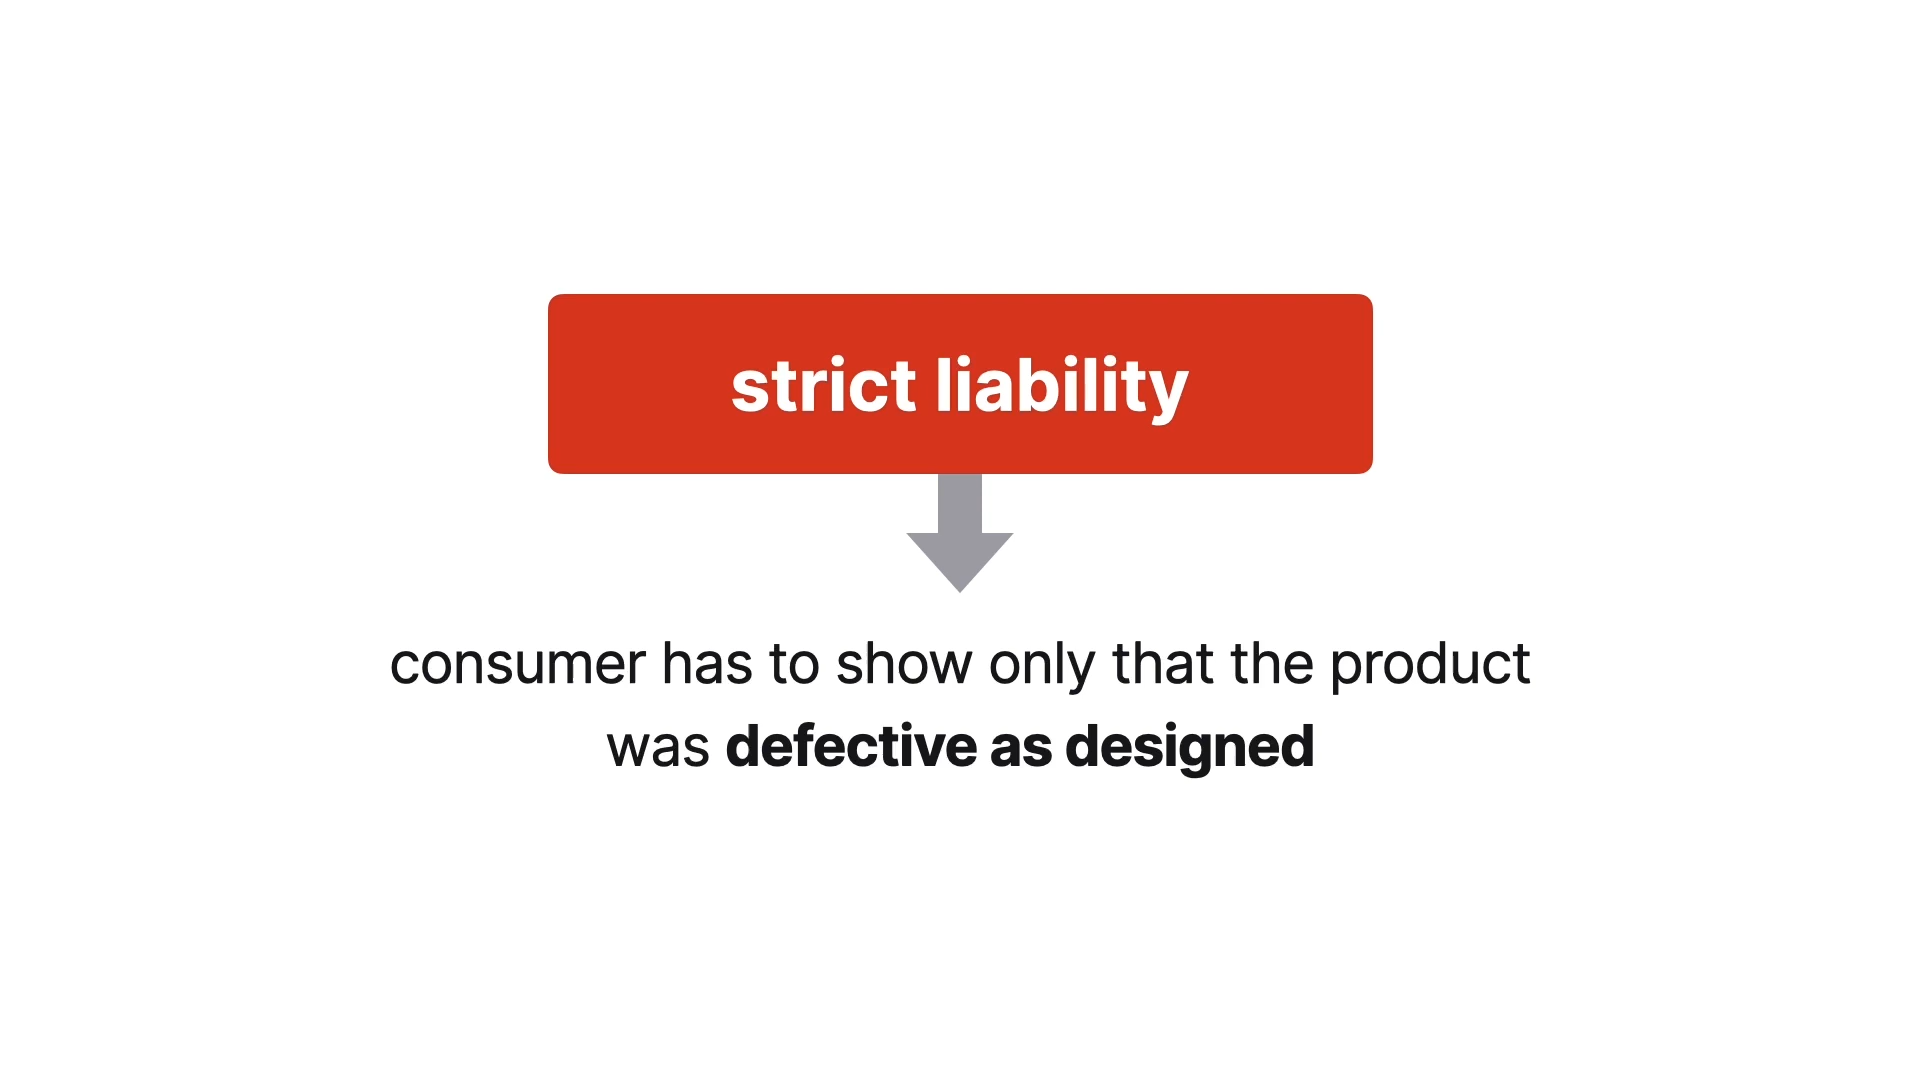 strict liability
consumer has to show only that the product
was defective as designed